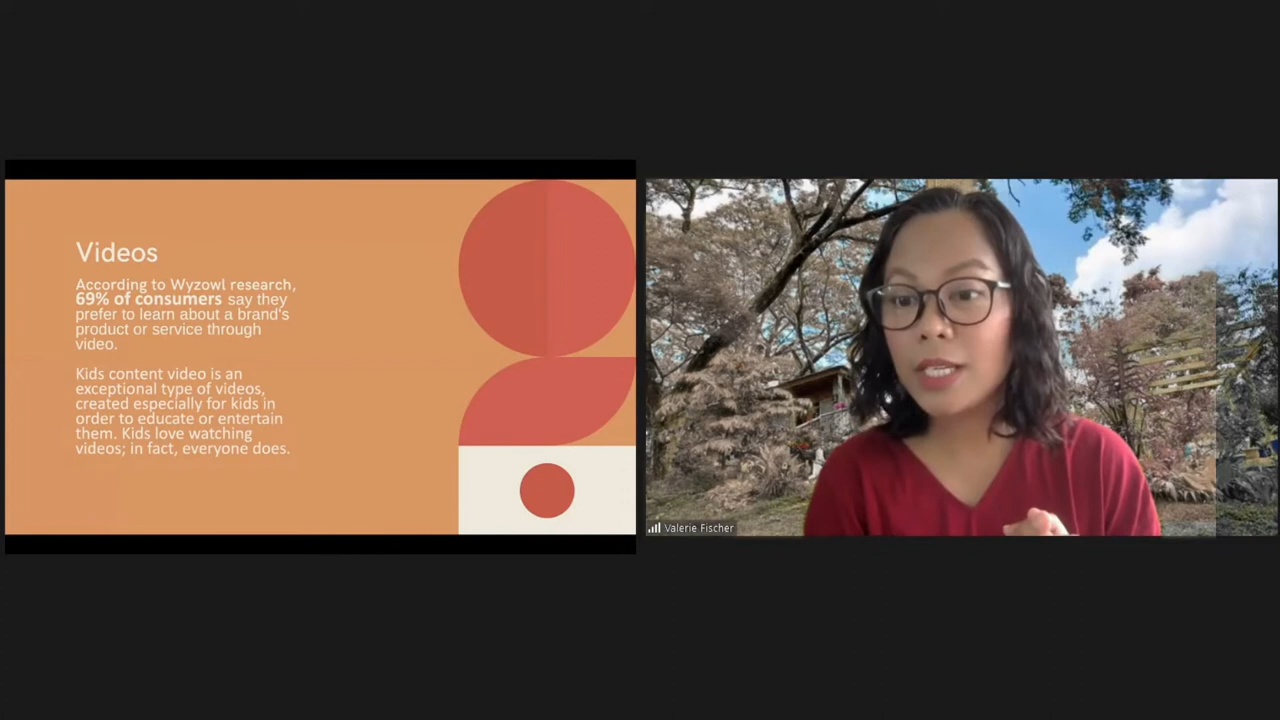 Videos
According to Wyzowl research,
69% of consumers say they
prefer to learn about a brand's
product or service through
video.
Kids content video is an
exceptional type of videos,
created especially for kids in
order to educate or entertain
them. Kids love watching
videos; in fact, everyone does.
Valerie Fischer